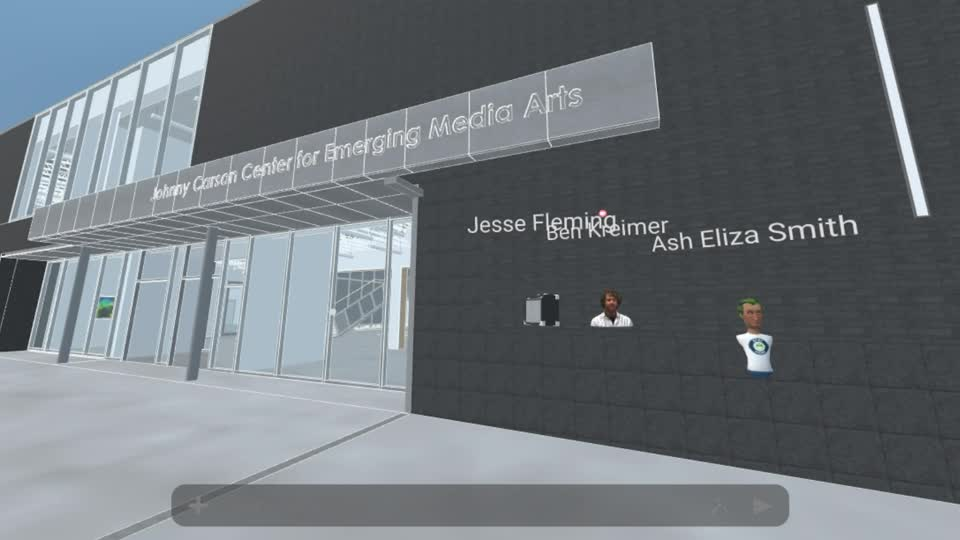 Johnny Carson Center for Emerging Media Arts
Jesse Fleming
Ben Kreimer
Ash Eliza Smith